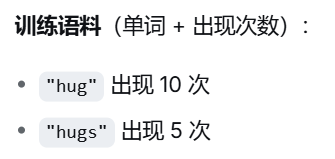 训练语料（单词 + 出现次数）：
"hug" 出现 10 次
"hugs" 出现 5 次